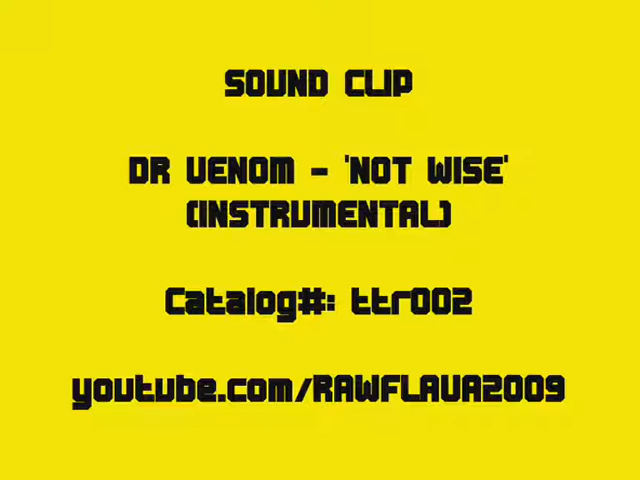 SOUND CLIP
DR VENOM - 'NOT WISE'
(INSTRUMENTAL)
Catalog#: ttr002
youtube.com/RAWFLAVA2009